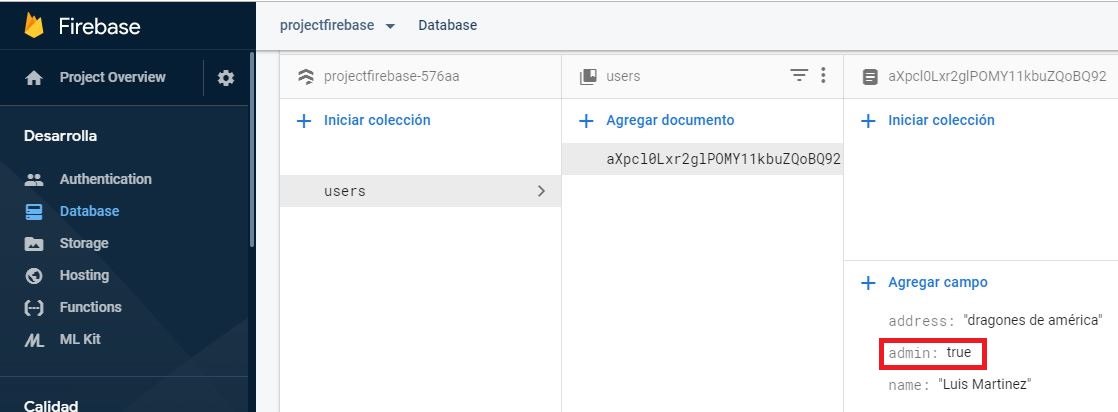 Firebase
projectfirebase
Database
Project Overview
Desarrolla
Authentication
Database
Storage
Hosting
Functions
ML Kit
Calidad
projectfirebase-576aa
Iniciar colección
users
users
Agregar documento
aXpcl0Lxr2glPOMY11kbuZQoBQ92
aXpcl0Lxr2glPOMY11kbuZQoBQ92
Iniciar colección
Agregar campo
address: "dragones de américa"
admin: true
name: "Luis Martinez"